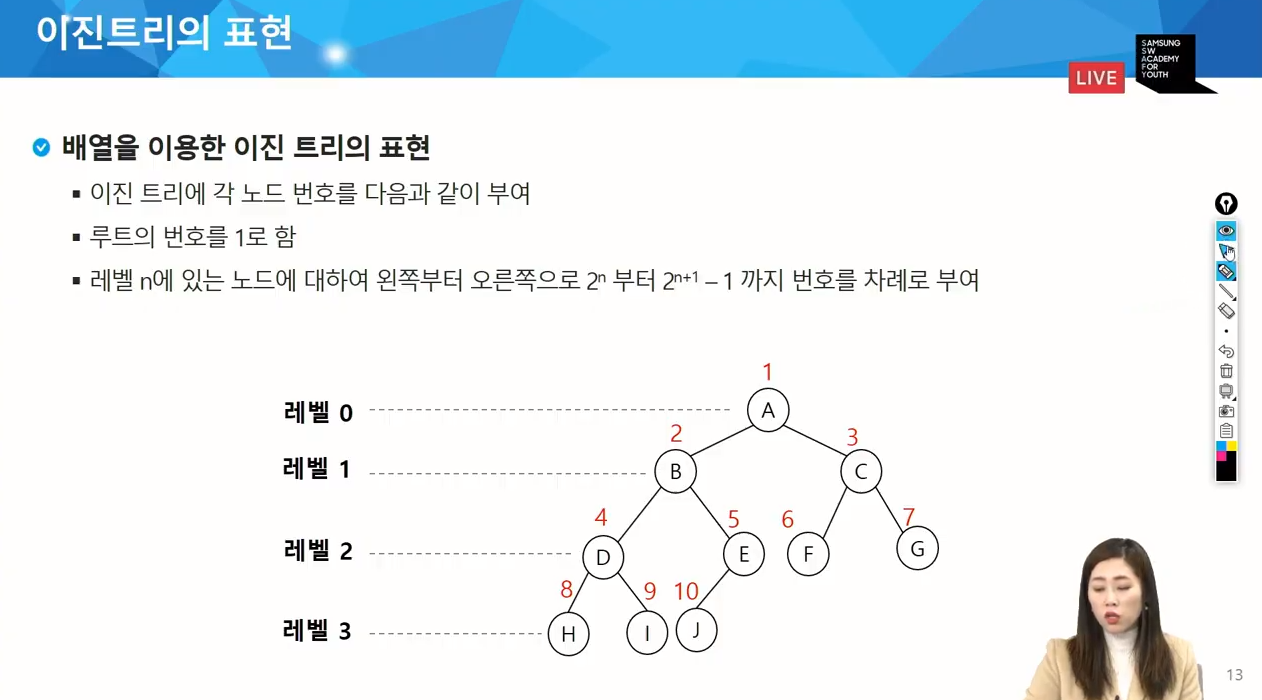 이진트리의 표현
SAMSUNG
SW
ACADEMY
FOR
YOUTH
LIVE
배열을 이용한 이진 트리의 표현
▪ 이진 트리에 각 노드 번호를 다음과 같이 부여
▪ 루트의 번호를 1로 함
▪ 레벨 n에 있는 노드에 대하여 왼쪽부터 오른쪽으로 2ⁿ 부터 2ⁿ⁺¹ – 1 까지 번호를 차례로 부여
1
레벨 0 A
2 3
레벨 1 B C
4 5 6 7
레벨 2 D E F G
8 9 10
레벨 3 H I J
13